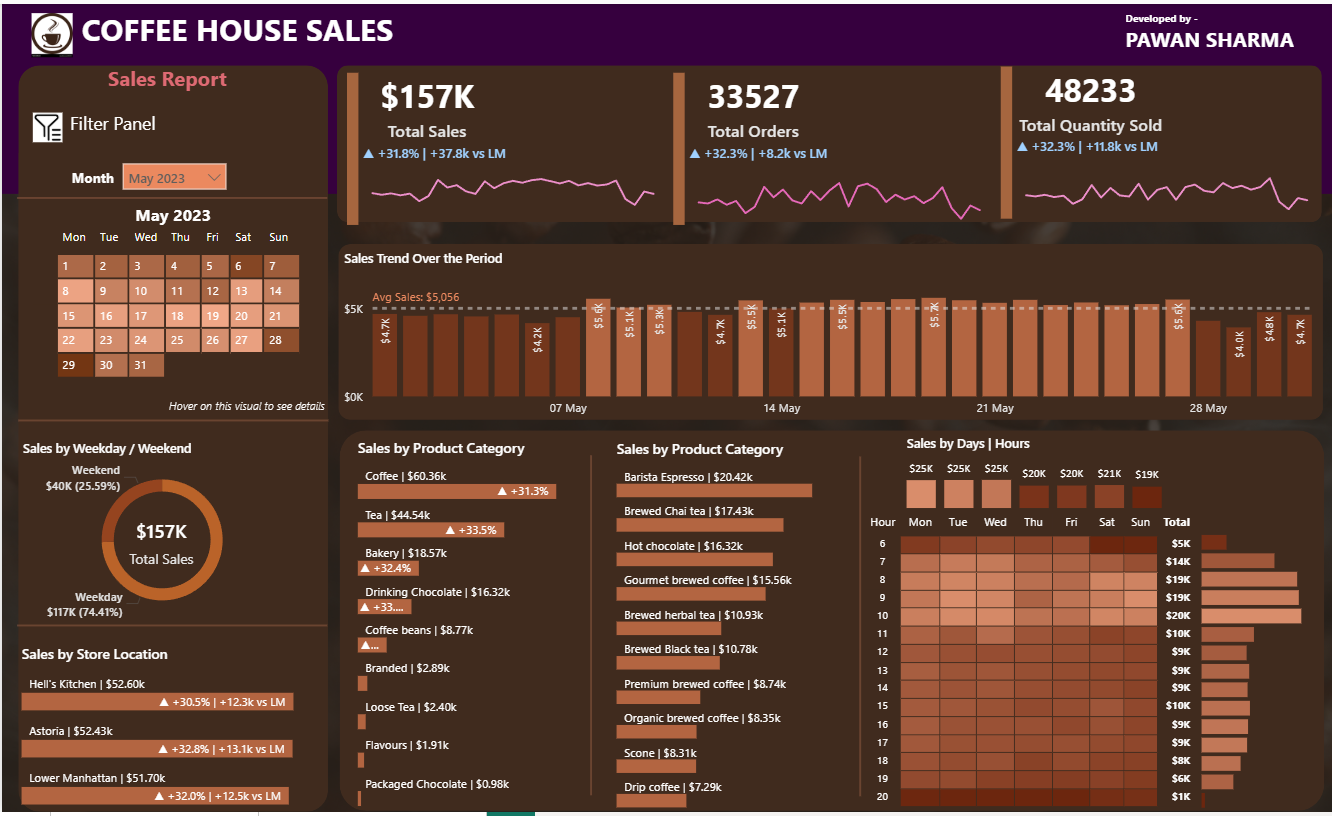 COFFEE HOUSE SALES
Developed by -
PAWAN SHARMA
Sales Report
Filter Panel
Month May 2023
May 2023
Mon Tue Wed Thu Fri Sat Sun
1 2 3 4 5 6 7
8 9 10 11 12 13 14
15 16 17 18 19 20 21
22 23 24 25 26 27 28
29 30 31
Hover on this visual to see details
Sales by Weekday / Weekend
Weekend
$40K (25.59%)
$157K
Total Sales
Weekday
$117K (74.41%)
Sales by Store Location
Hell's Kitchen | $52.60k
▲ +30.5% | +12.3k vs LM
Astoria | $52.43k
▲ +32.8% | +13.1k vs LM
Lower Manhattan | $51.70k
▲ +32.0% | +12.5k vs LM
$157K
Total Sales
▲ +31.8% | +37.8k vs LM
33527
Total Orders
▲ +32.3% | +8.2k vs LM
48233
Total Quantity Sold
▲ +32.3% | +11.8k vs LM
Sales Trend Over the Period
Avg Sales: $5,056
$5K
$0K
$4.7K $4.2K $5.6K $5.1K $5.3K $4.7K $5.5K $5.1K $5.5K $5.7K $5.6K $4.0K $4.8K $4.7K
07 May 14 May 21 May 28 May
Sales by Product Category
Coffee | $60.36k
▲ +31.3%
Tea | $44.54k
▲ +33.5%
Bakery | $18.57k
▲ +32.4%
Drinking Chocolate | $16.32k
▲ +33....
Coffee beans | $8.77k
▲...
Branded | $2.89k
Loose Tea | $2.40k
Flavours | $1.91k
Packaged Chocolate | $0.98k
Sales by Product Category
Barista Espresso | $20.42k
Brewed Chai tea | $17.43k
Hot chocolate | $16.32k
Gourmet brewed coffee | $15.56k
Brewed herbal tea | $10.93k
Brewed Black tea | $10.78k
Premium brewed coffee | $8.74k
Organic brewed coffee | $8.35k
Scone | $8.31k
Drip coffee | $7.29k
Sales by Days | Hours
$25K $25K $25K $20K $20K $21K $19K
Hour Mon Tue Wed Thu Fri Sat Sun Total
6 $5K
7 $14K
8 $19K
9 $19K
10 $20K
11 $10K
12 $9K
13 $9K
14 $9K
15 $10K
16 $9K
17 $9K
18 $8K
19 $6K
20 $1K